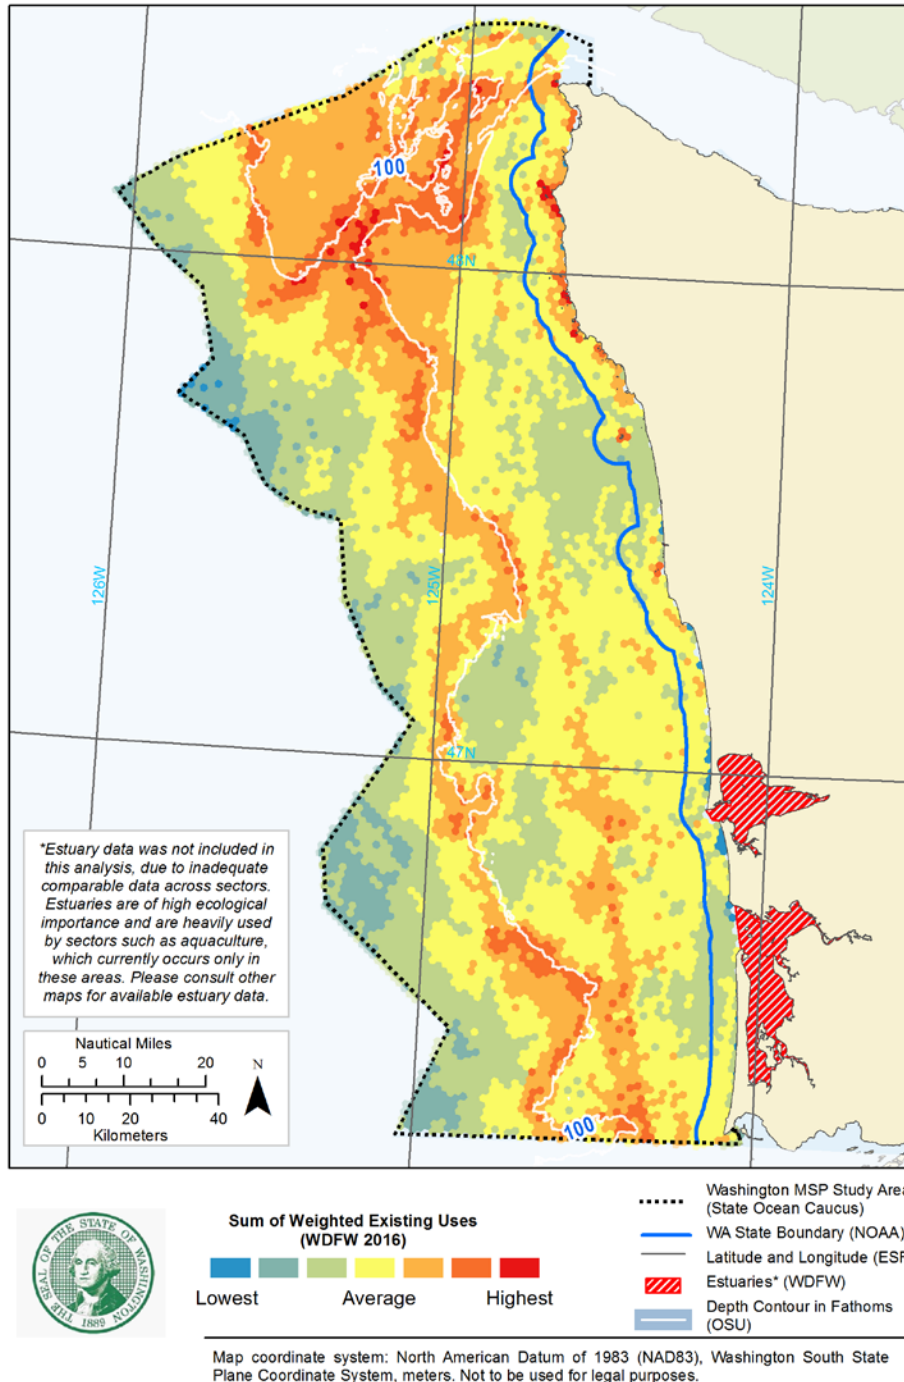 100
48N
126W
125W
124W
47N
*Estuary data was not included in
this analysis, due to inadequate
comparable data across sectors.
Estuaries are of high ecological
importance and are heavily used
by sectors such as aquaculture,
which currently occurs only in
these areas. Please consult other
maps for available estuary data.
Nautical Miles
0 5 10 20
0 10 20 40
Kilometers
N
100
THE SEAL OF THE STATE OF WASHINGTON
1889
Sum of Weighted Existing Uses
(WDFW 2016)
Lowest Average Highest
Washington MSP Study Area
(State Ocean Caucus)
WA State Boundary (NOAA)
Latitude and Longitude (ESR
Estuaries* (WDFW)
Depth Contour in Fathoms
(OSU)
Map coordinate system: North American Datum of 1983 (NAD83), Washington South State
Plane Coordinate System, meters. Not to be used for legal purposes.